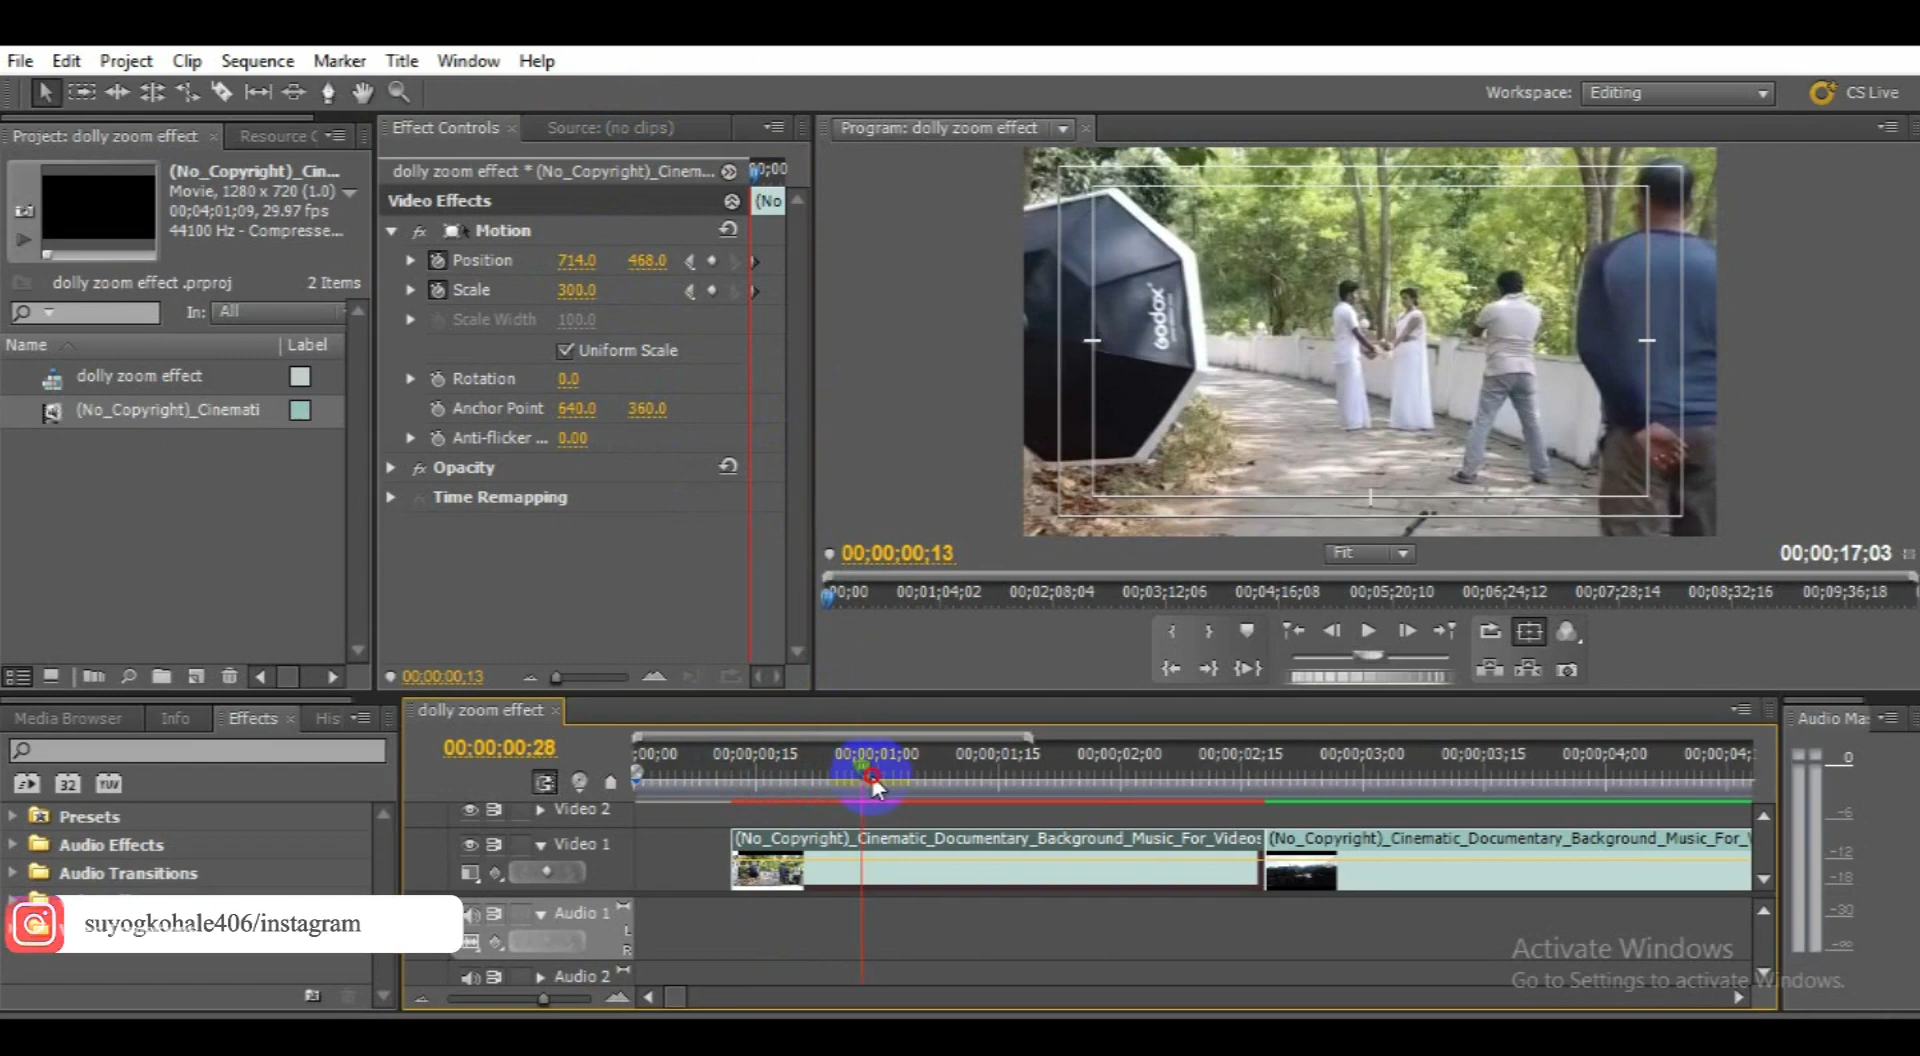 File Edit Project Clip Sequence Marker Title Window Help
Workspace: Editing CS Live
Project: dolly zoom effect Resource C
(No_Copyright)_Cin...
Movie, 1280 x 720 (1.0)
00;04;01;09, 29.97 fps
44100 Hz - Compresse...
dolly zoom effect .prproj 2 Items
In: All
Name Label
dolly zoom effect
(No_Copyright)_Cinemati
Effect Controls Source: (no clips)
dolly zoom effect * (No_Copyright)_Cinem... 00;00
Video Effects (No
fx Motion
Position 714.0 468.0
Scale 300.0
Scale Width 100.0
Uniform Scale
Rotation 0.0
Anchor Point 640.0 360.0
Anti-flicker ... 0.00
fx Opacity
Time Remapping
00;00;00;13
Program: dolly zoom effect
Godox
00;00;00;13 Fit 00;00;17;03
00;00 00;01;04;02 00;02;08;04 00;03;12;06 00;04;16;08 00;05;20;10 00;06;24;12 00;07;28;14 00;08;32;16 00;09;36;18
Media Browser Info Effects His
32 YUV
Presets
Audio Effects
Audio Transitions
suyogkohale406/instagram
dolly zoom effect
00;00;00;28
;00;00 00;00;00;15 00;00;01;00 00;00;01;15 00;00;02;00 00;00;02;15 00;00;03;00 00;00;03;15 00;00;04;00 00;00;04;
Video 2
Video 1
(No_Copyright)_Cinematic_Documentary_Background_Music_For_Videos
(No_Copyright)_Cinematic_Documentary_Background_Music_For_V
Audio 1
L
R
Audio 2
Audio Ma
0
-6
-12
-18
-30
-∞
Activate Windows
Go to Settings to activate Windows.